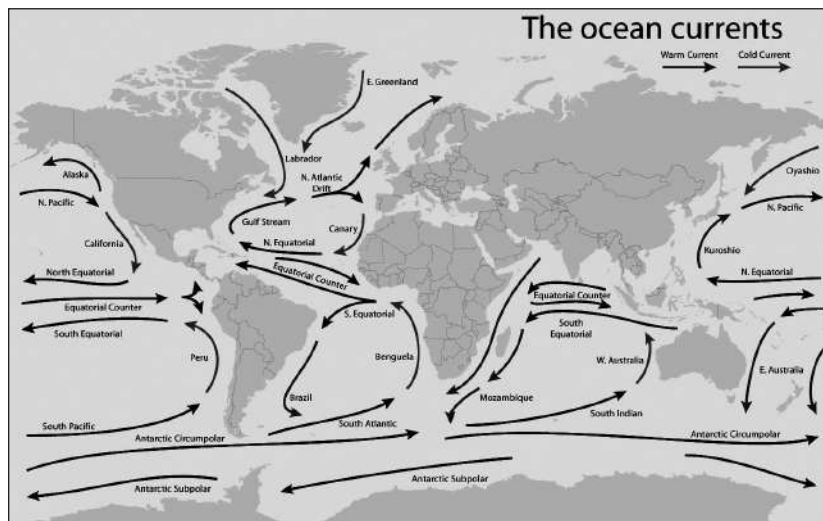 The ocean currents
Warm Current
Cold Current
E. Greenland
Labrador
N. Atlantic
Drift
Alaska
N. Pacific
Gulf Stream
California
N. Equatorial
Canary
Oyashio
N. Pacific
Kuroshio
North Equatorial
Equatorial Counter
N. Equatorial
Equatorial Counter
Equatorial Counter
South Equatorial
S. Equatorial
South
Equatorial
Peru
Benguela
W. Australia
E. Australia
Brazil
Mozambique
South Pacific
South Atlantic
South Indian
Antarctic Circumpolar
Antarctic Circumpolar
Antarctic Subpolar
Antarctic Subpolar